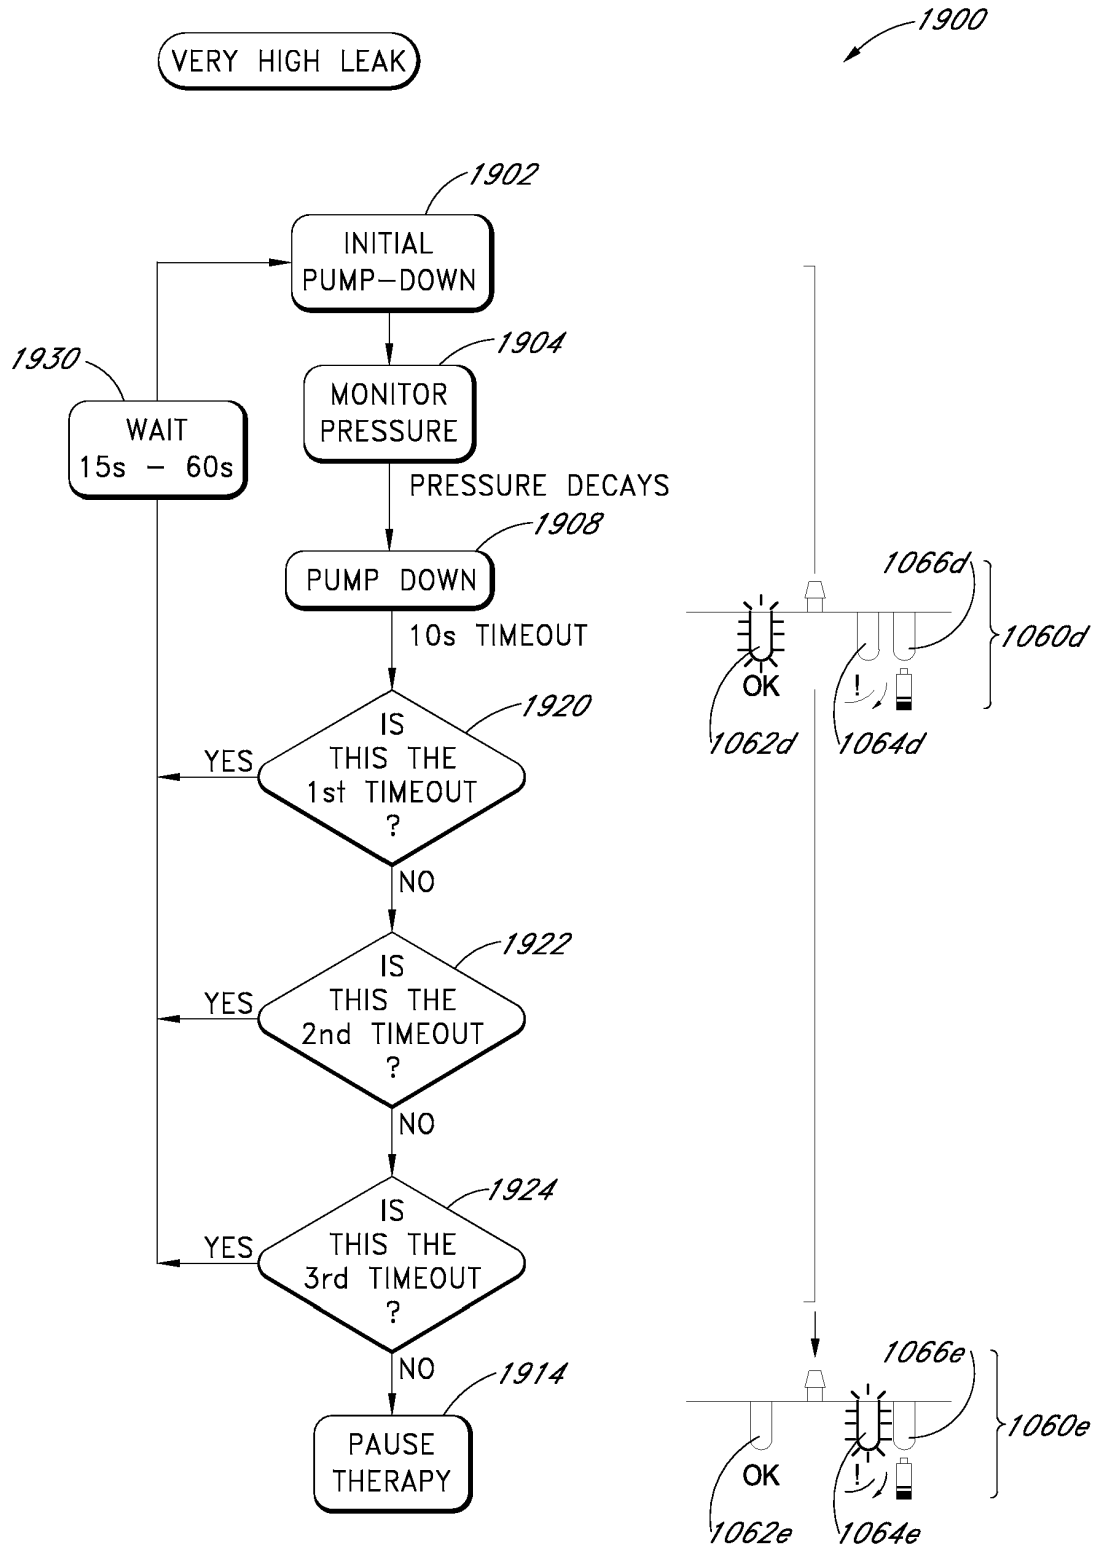 1900
VERY HIGH LEAK
1902
INITIAL
PUMP-DOWN
1904
1930
MONITOR
PRESSURE
WAIT
15s - 60s
PRESSURE DECAYS
1908
PUMP DOWN
10s TIMEOUT
1066d
1060d
OK
!
1062d
1064d
1920
IS
THIS THE
1st TIMEOUT
?
YES
NO
1922
IS
THIS THE
2nd TIMEOUT
?
YES
NO
1924
IS
THIS THE
3rd TIMEOUT
?
YES
NO
1914
PAUSE
THERAPY
1066e
1060e
OK
!
1062e
1064e